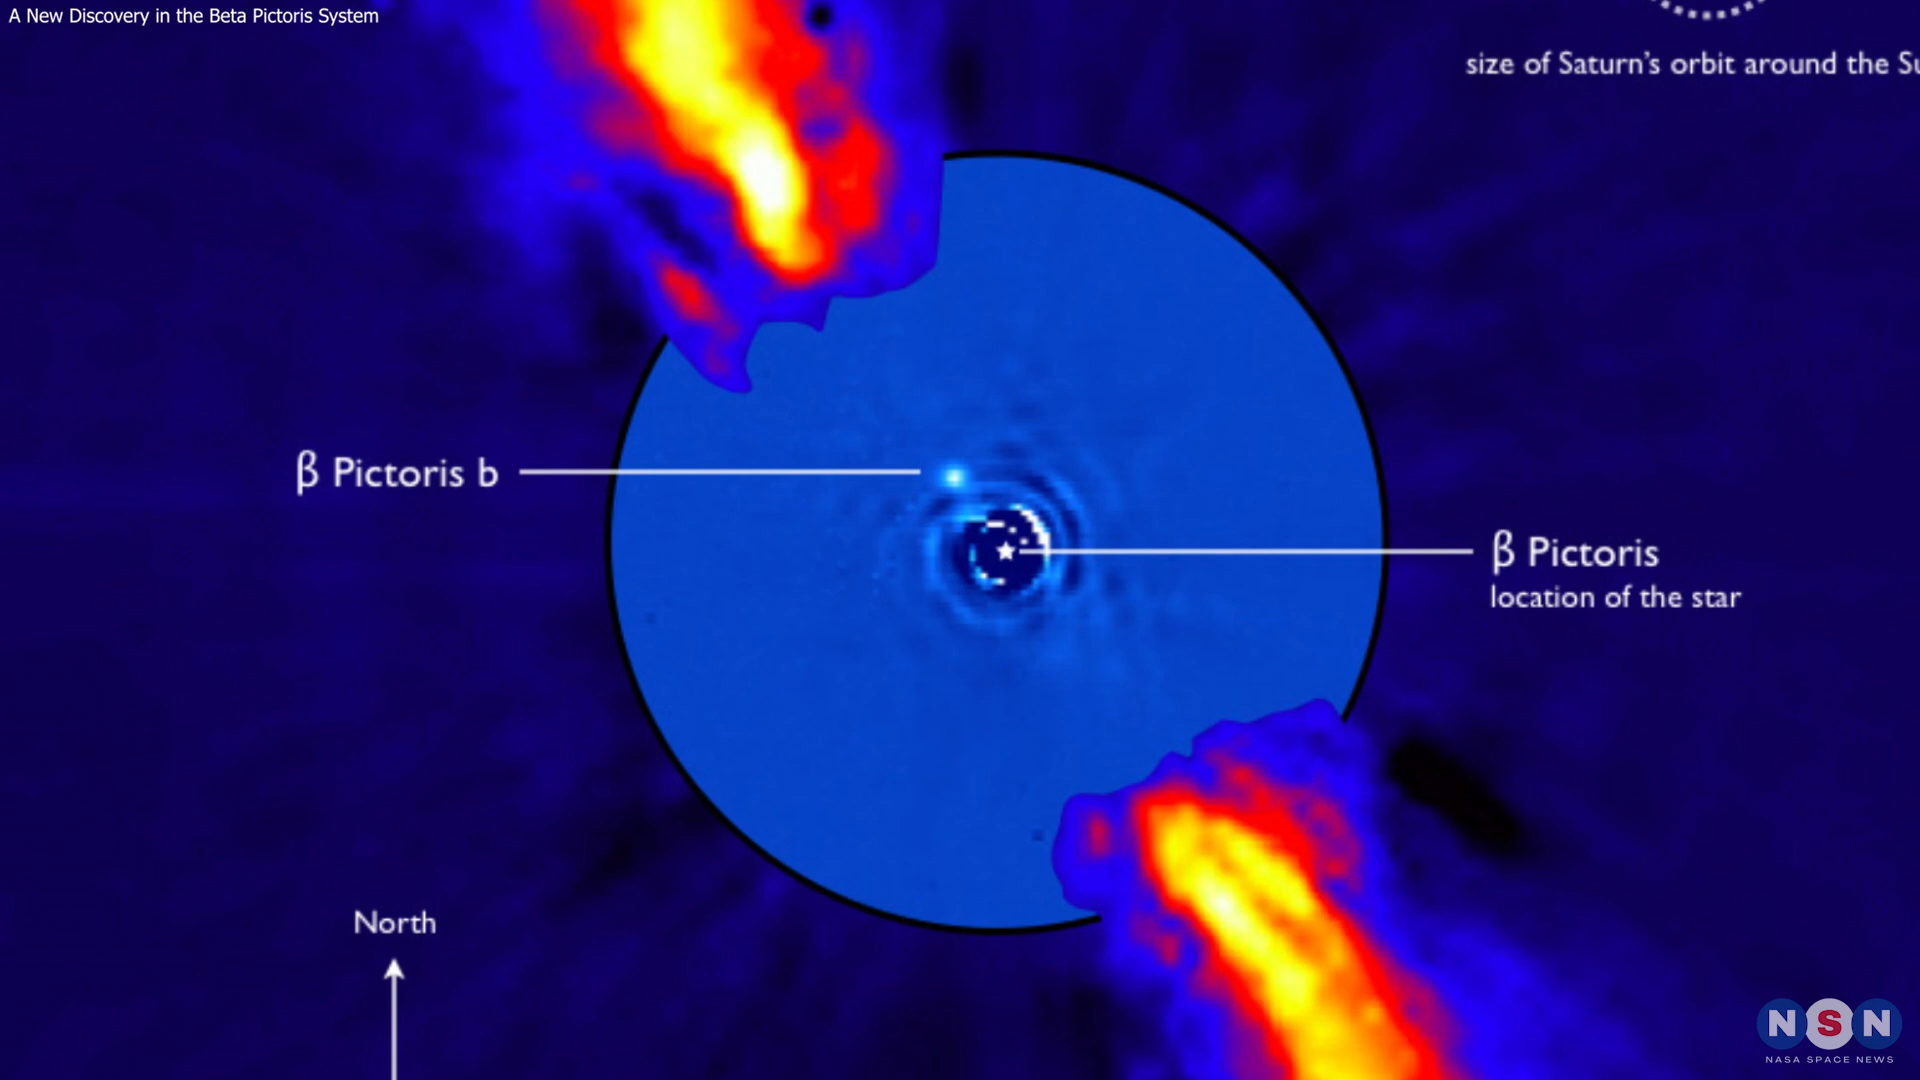 A New Discovery in the Beta Pictoris System
size of Saturn's orbit around the
β Pictoris b
β Pictoris
location of the star
North
NSN
NASA SPACE NEWS